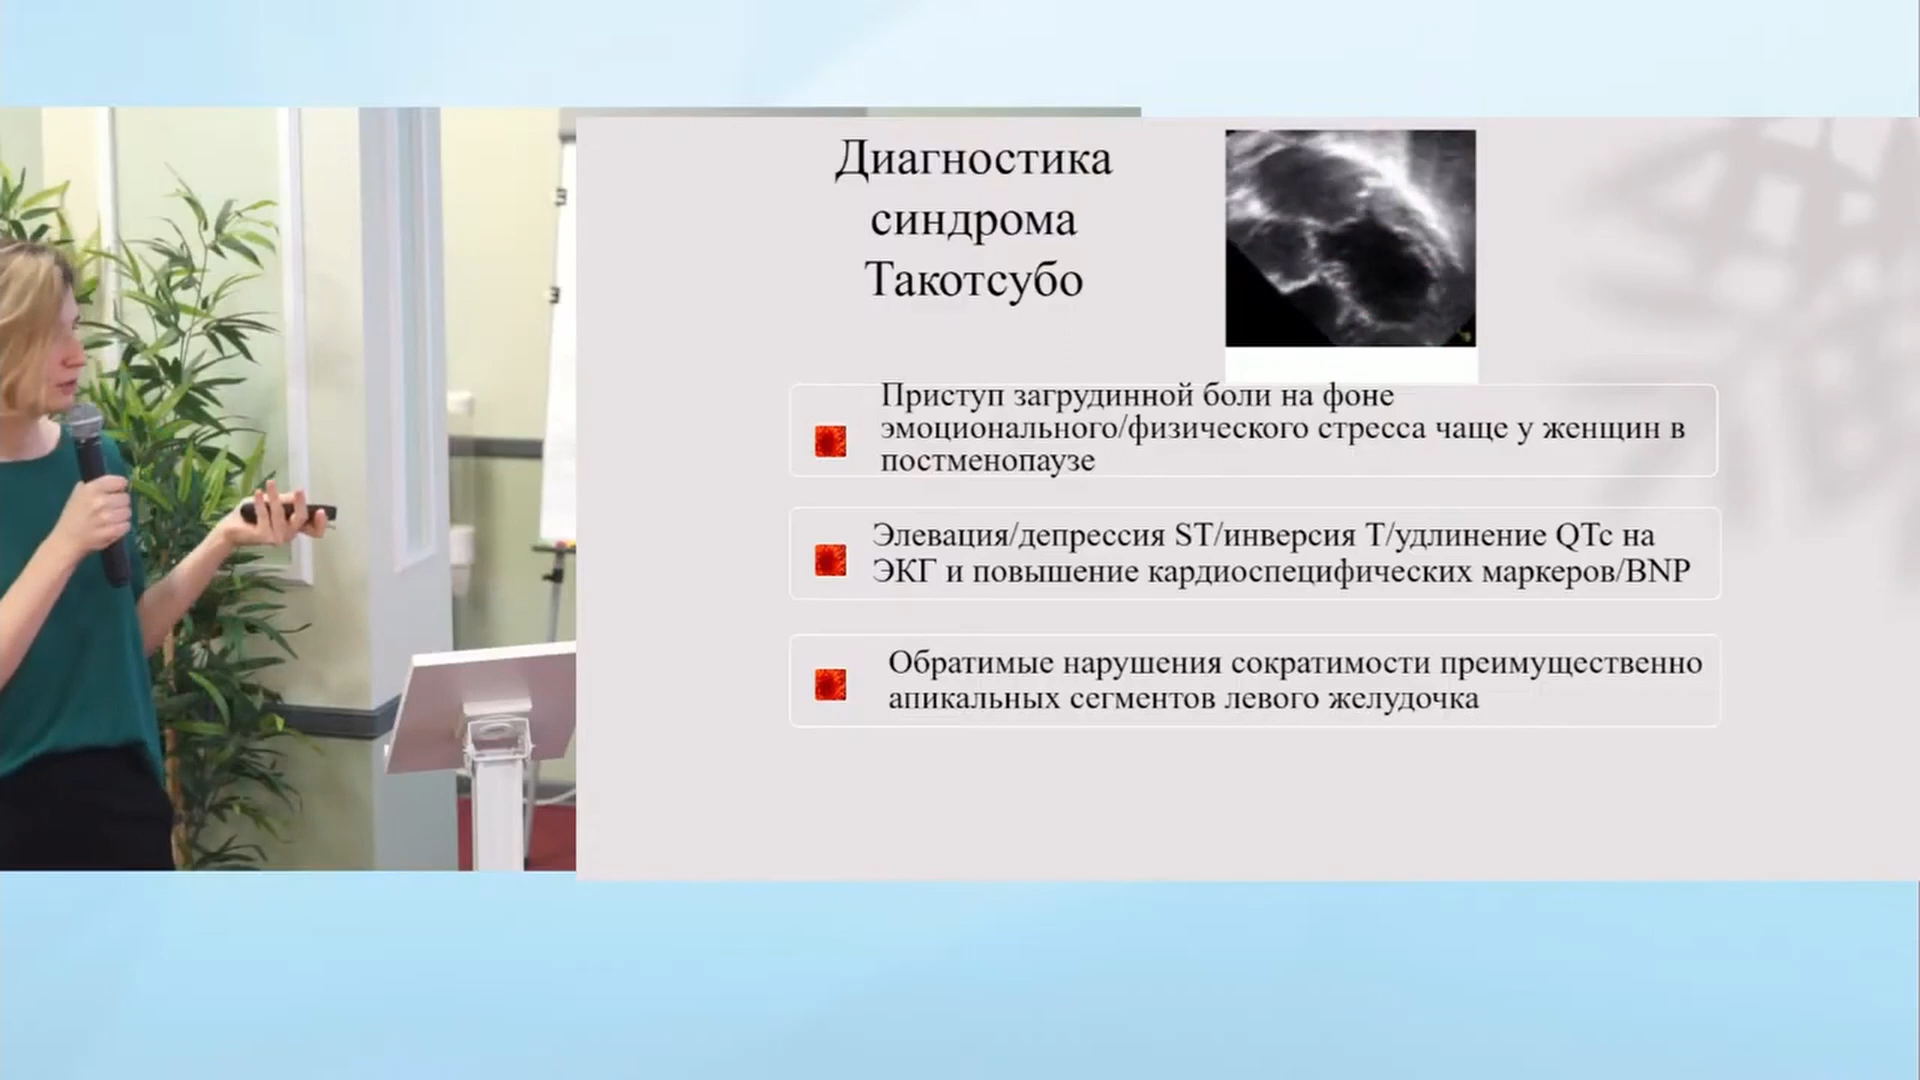 Диагностика
синдрома
Такотсубо
Приступ загрудинной боли на фоне
эмоционального/физического стресса чаще у женщин в
постменопаузе
Элевация/депрессия ST/инверсия T/удлинение QTc на
ЭКГ и повышение кардиоспецифических маркеров/BNP
Обратимые нарушения сократимости преимущественно
апикальных сегментов левого желудочка